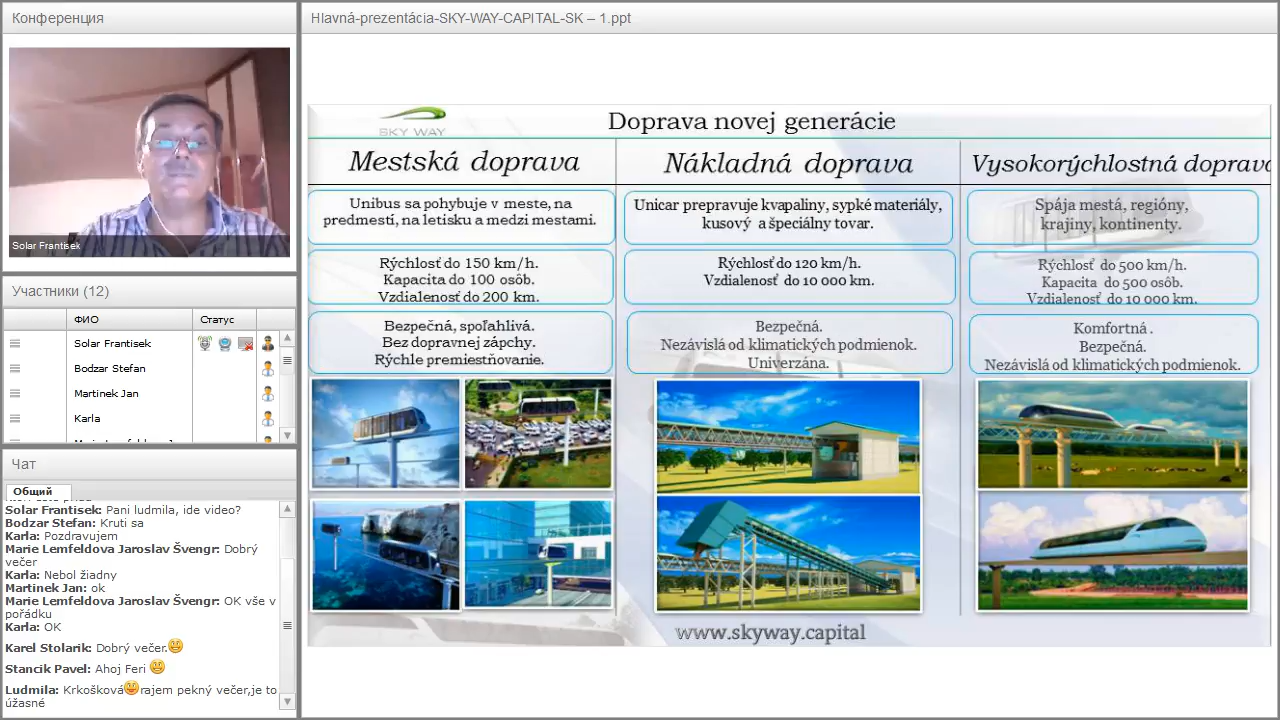 Конференция
Solar Frantisek
Участники (12)
ФИО
Статус
Solar Frantisek
Bodzar Stefan
Martinek Jan
Karla
Чат
Общий
Solar Frantisek: Pani ludmila, ide video?
Bodzar Stefan: Kruti sa
Karla: Pozdravujem
Marie Lemfeldova Jaroslav Švengr: Dobrý
večer
Karla: Nebol žiadny
Martinek Jan: ok
Marie Lemfeldova Jaroslav Švengr: OK vše v
pořádku
Karla: OK
Karel Stolarik: Dobrý večer.
Stancik Pavel: Ahoj Feri
Ludmila: Krkošková rajem pekný večer,je to
úžasné
Hlavná-prezentácia-SKY-WAY-CAPITAL-SK – 1.ppt
SKY WAY
Doprava novej generácie
Mestská doprava
Unibus sa pohybuje v meste, na
predmestí, na letisku a medzi mestami.
Rýchlosť do 150 km/h.
Kapacita do 100 osôb.
Vzdialenosť do 200 km.
Bezpečná, spoľahlivá.
Bez dopravnej zápchy.
Rýchle premiestňovanie.
Nákladná doprava
Unicar prepravuje kvapaliny, sypké materiály,
kusový a špeciálny tovar.
Rýchlosť do 120 km/h.
Vzdialenosť do 10 000 km.
Bezpečná.
Nezávislá od klimatických podmienok.
Univerzána.
Vysokorýchlostná doprava
Spája mestá, regióny,
krajiny, kontinenty.
Rýchlosť do 500 km/h.
Kapacita do 500 osôb.
Vzdialenosť do 10 000 km.
Komfortná .
Bezpečná.
Nezávislá od klimatických podmienok.
www.skyway.capital